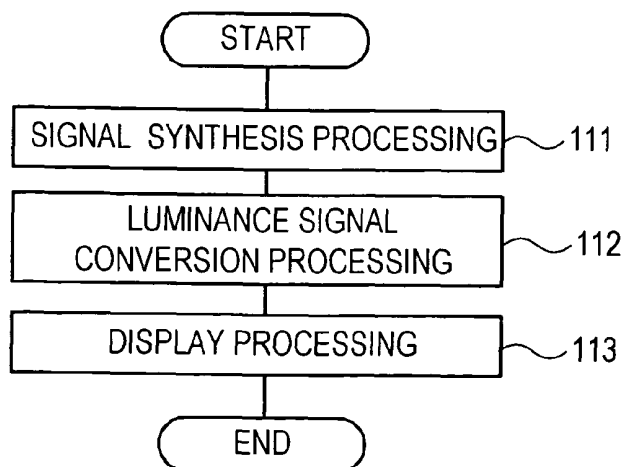 START
SIGNAL SYNTHESIS PROCESSING
111
LUMINANCE SIGNAL
CONVERSION PROCESSING
112
DISPLAY PROCESSING
113
END